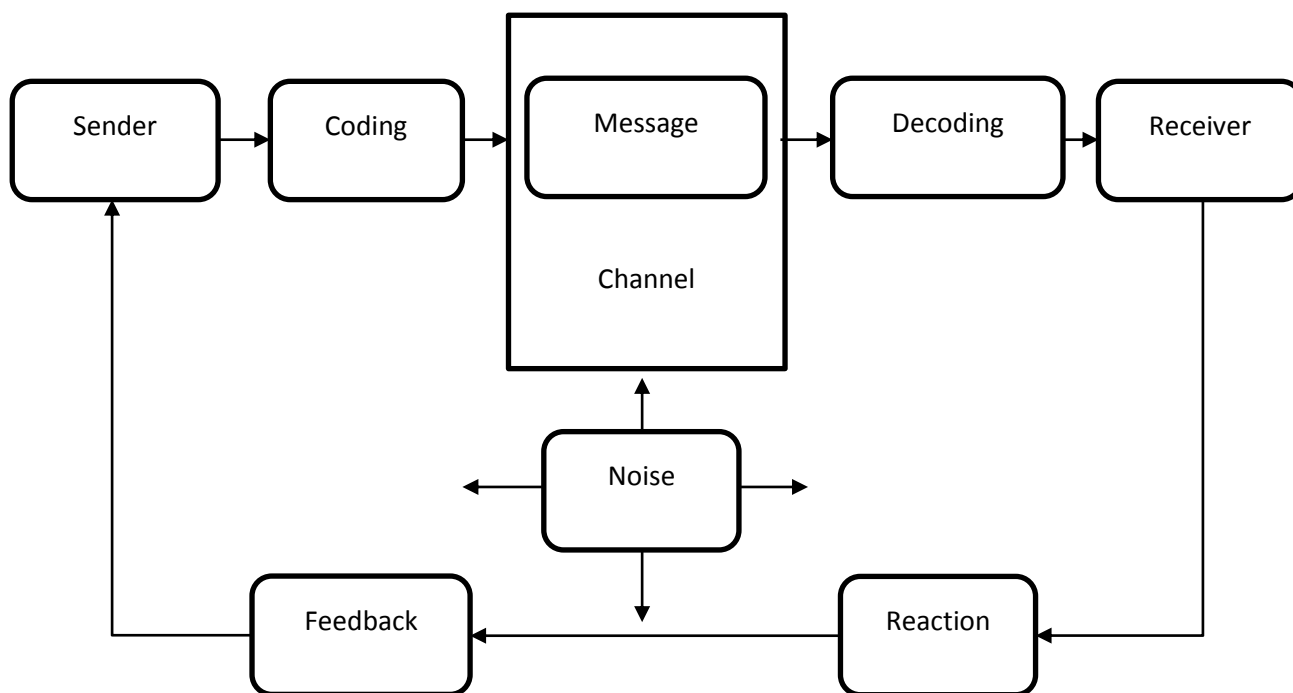 Sender
Coding
Message
Decoding
Receiver
Channel
Noise
Feedback
Reaction